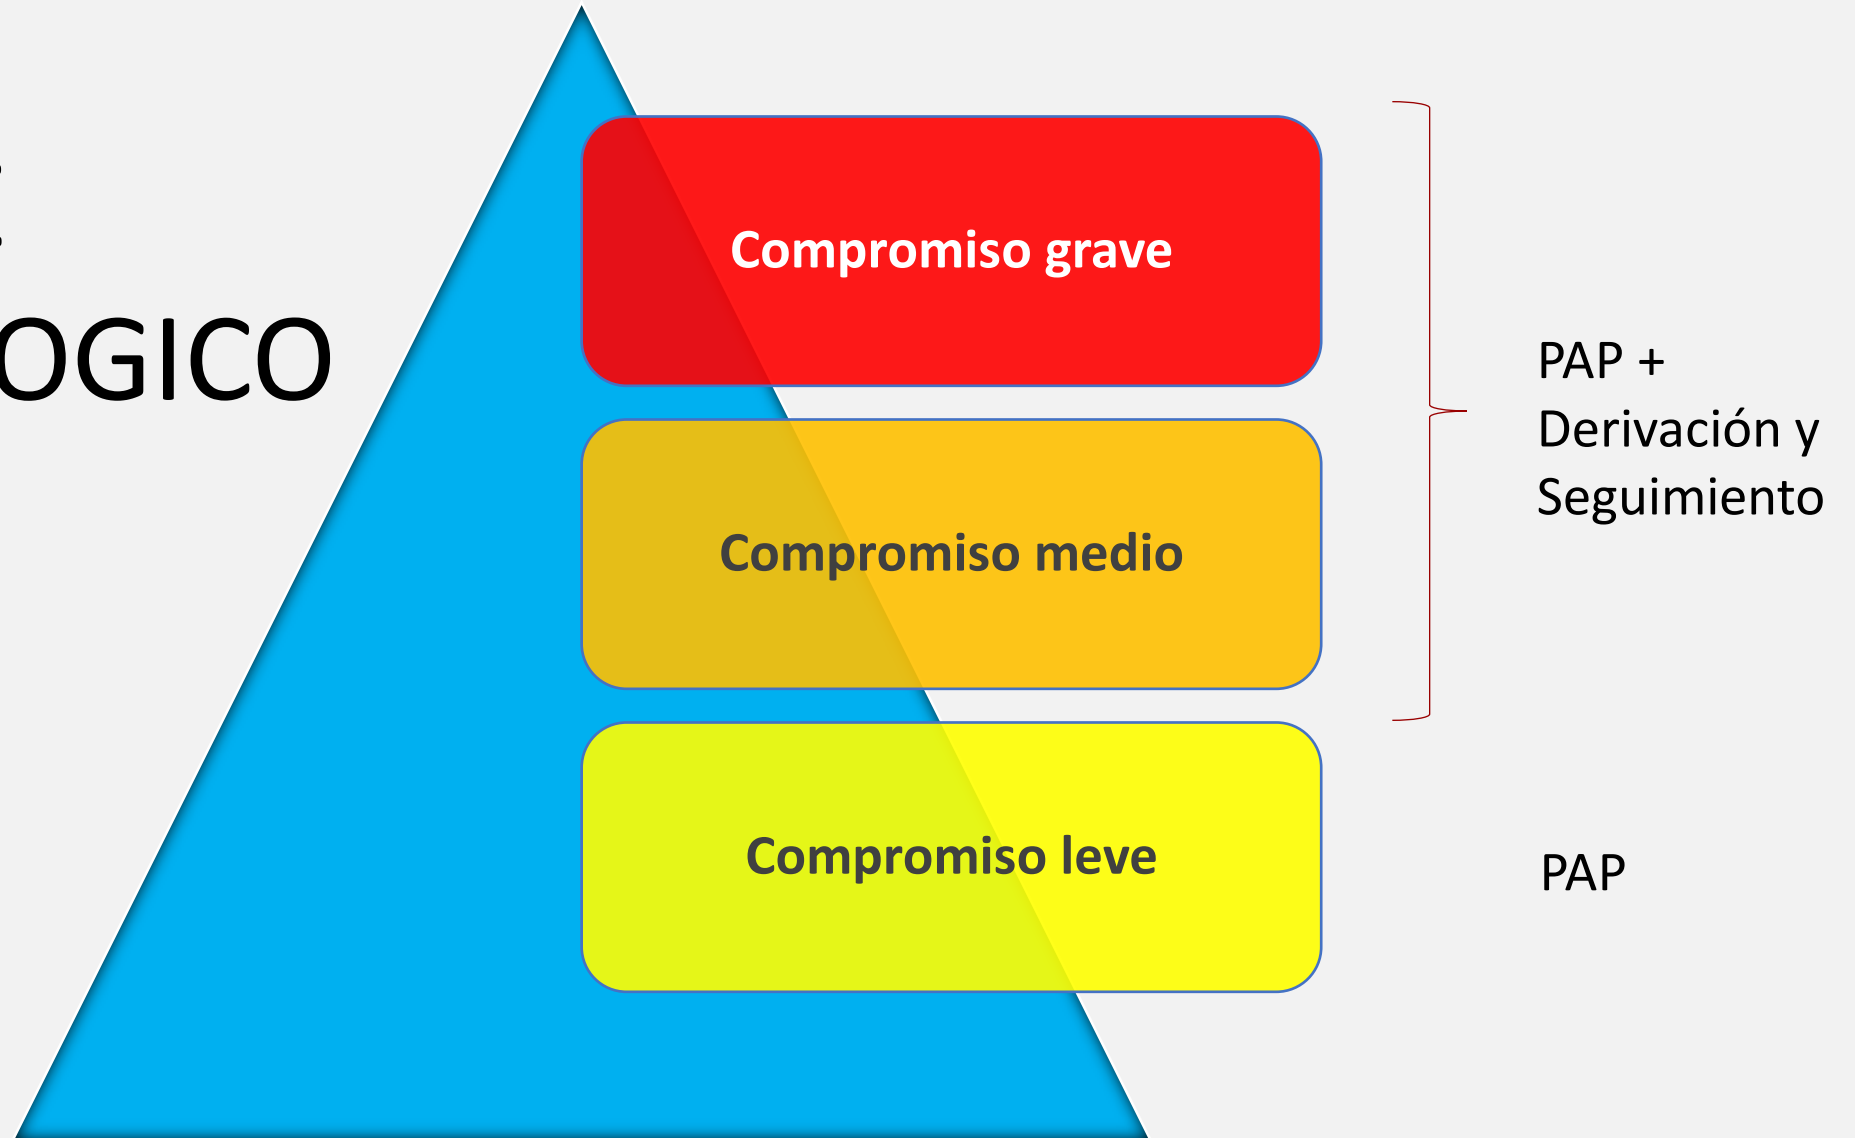 OGICO
Compromiso grave
Compromiso medio
Compromiso leve
PAP +
Derivación y
Seguimiento
PAP